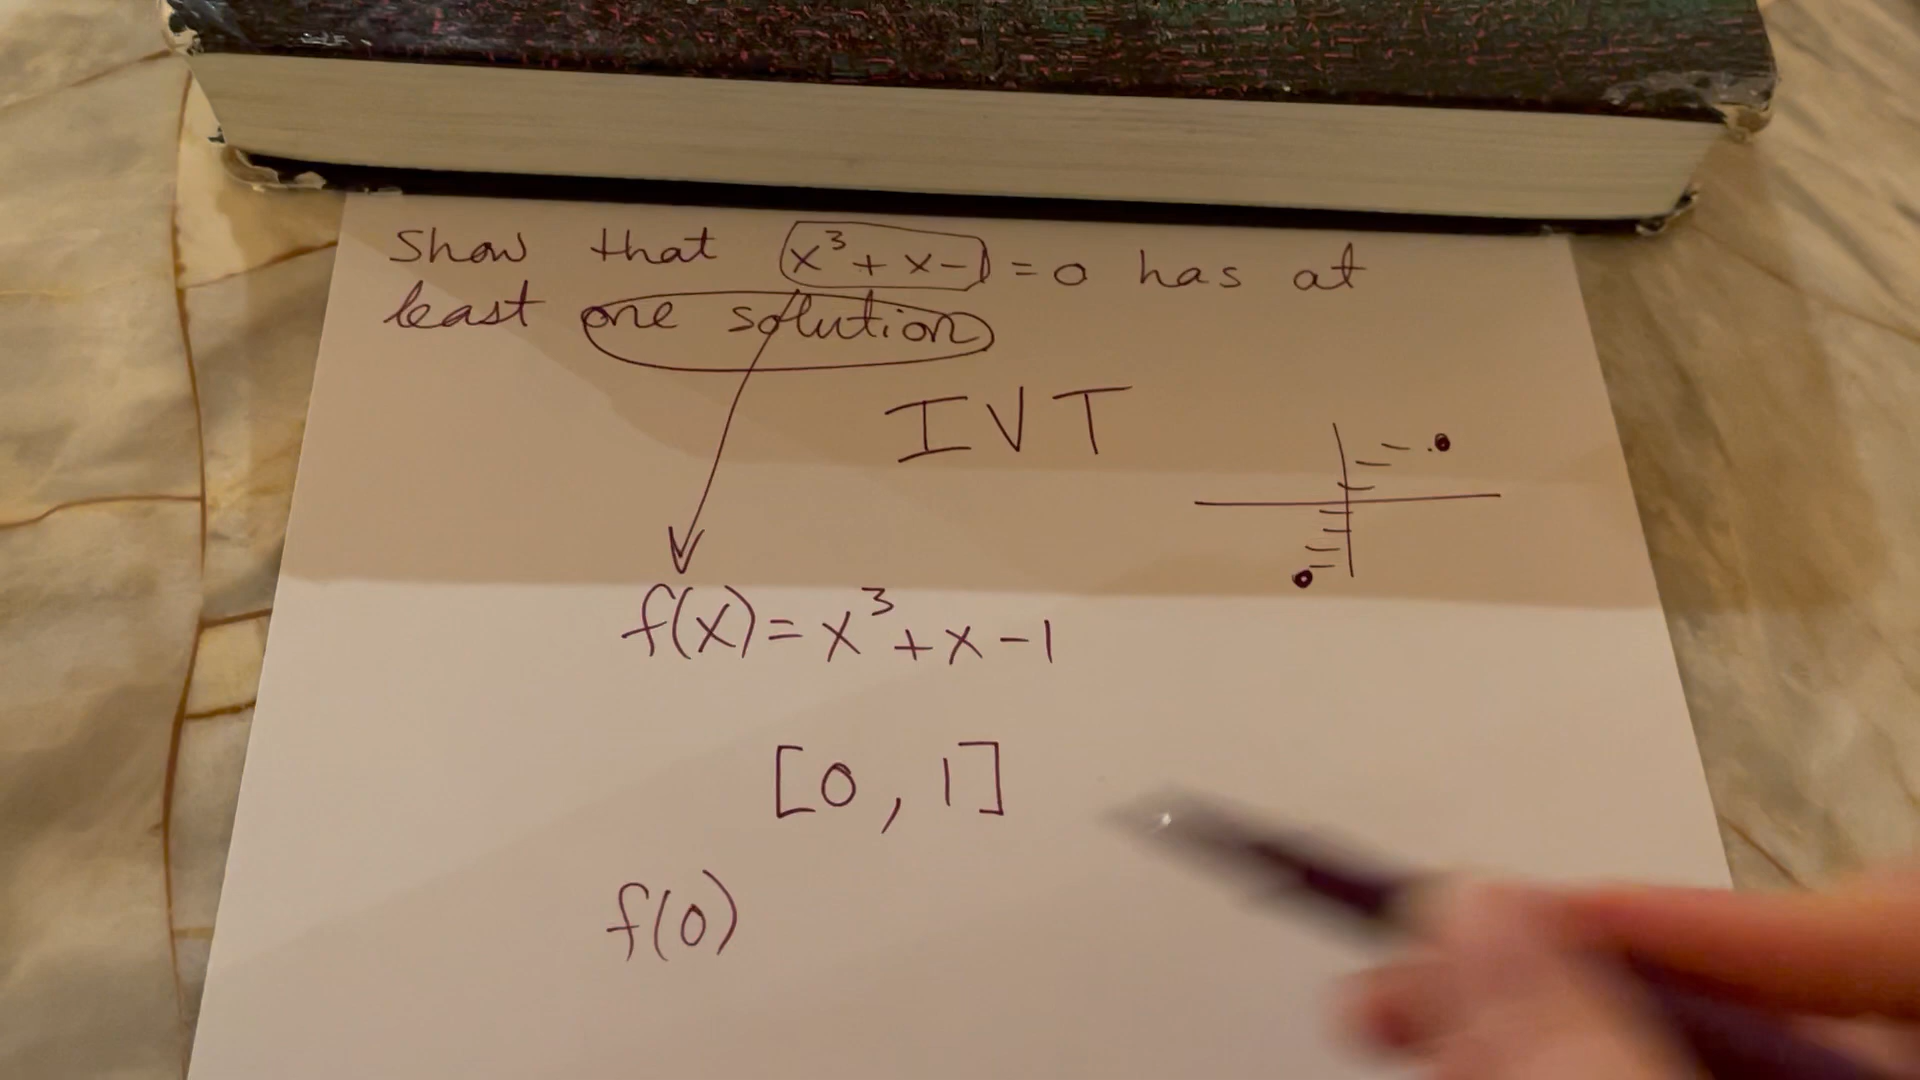 Show that x³ + x - 1 = 0 has at
least one solution
IVT
f(x) = x³ + x - 1
[0, 1]
f(0)